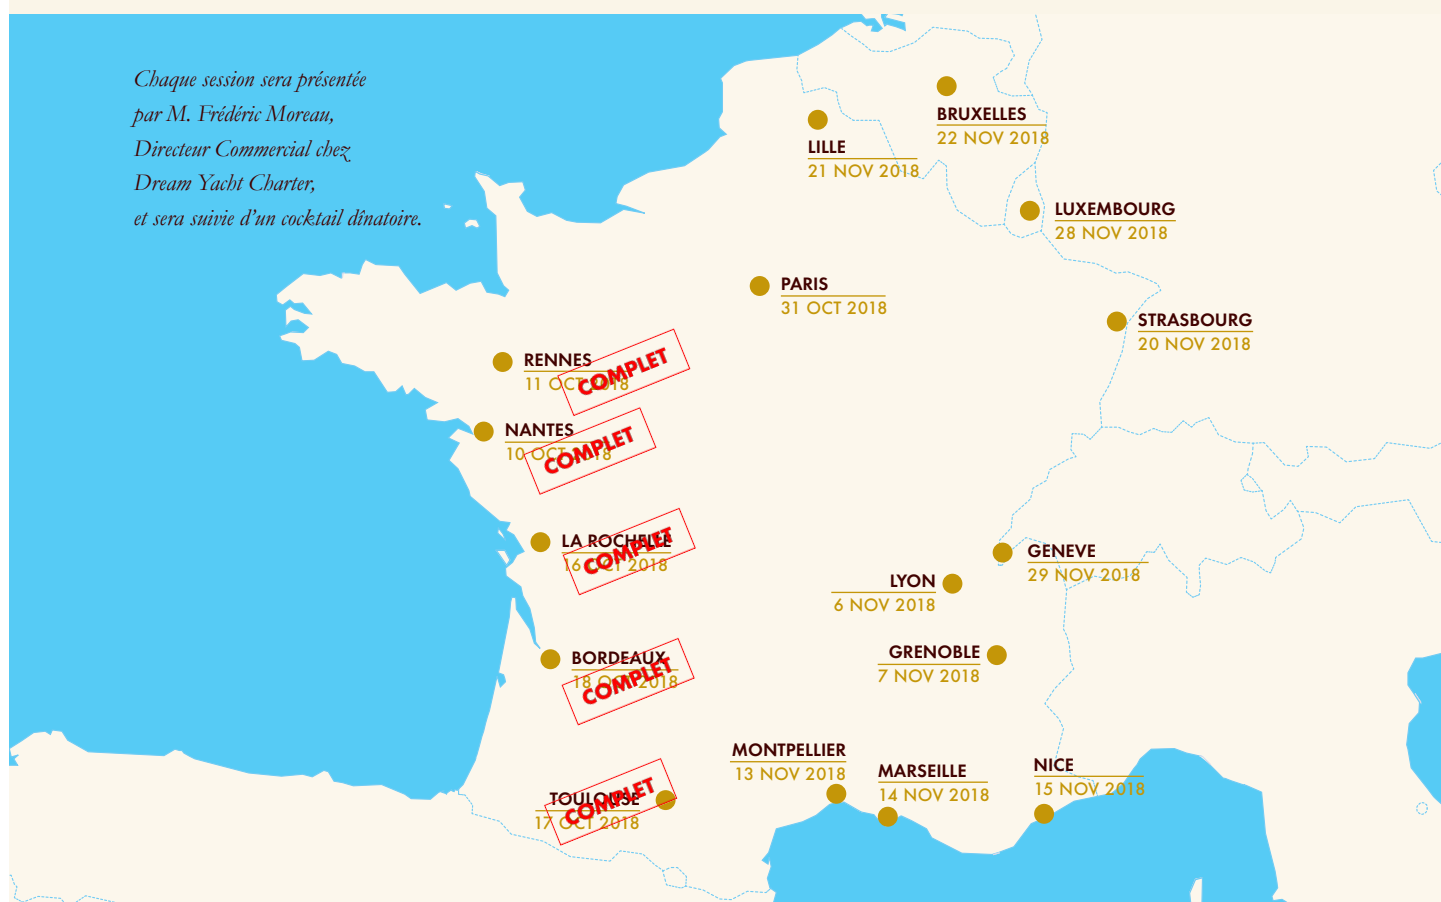 Chaque session sera présentée
par M. Frédéric Moreau,
Directeur Commercial chez
Dream Yacht Charter,
et sera suivie d'un cocktail dînatoire.
BRUXELLES
22 NOV 2018
LILLE
21 NOV 2018
LUXEMBOURG
28 NOV 2018
PARIS
31 OCT 2018
STRASBOURG
20 NOV 2018
RENNES
11 OCT 2018
COMPLET
NANTES
10 OCT 2018
COMPLET
LA ROCHELLE
16 OCT 2018
COMPLET
GENEVE
29 NOV 2018
LYON
6 NOV 2018
BORDEAUX
18 OCT 2018
COMPLET
GRENOBLE
7 NOV 2018
MONTPELLIER
13 NOV 2018
MARSEILLE
14 NOV 2018
NICE
15 NOV 2018
TOULOUSE
17 OCT 2018
COMPLET